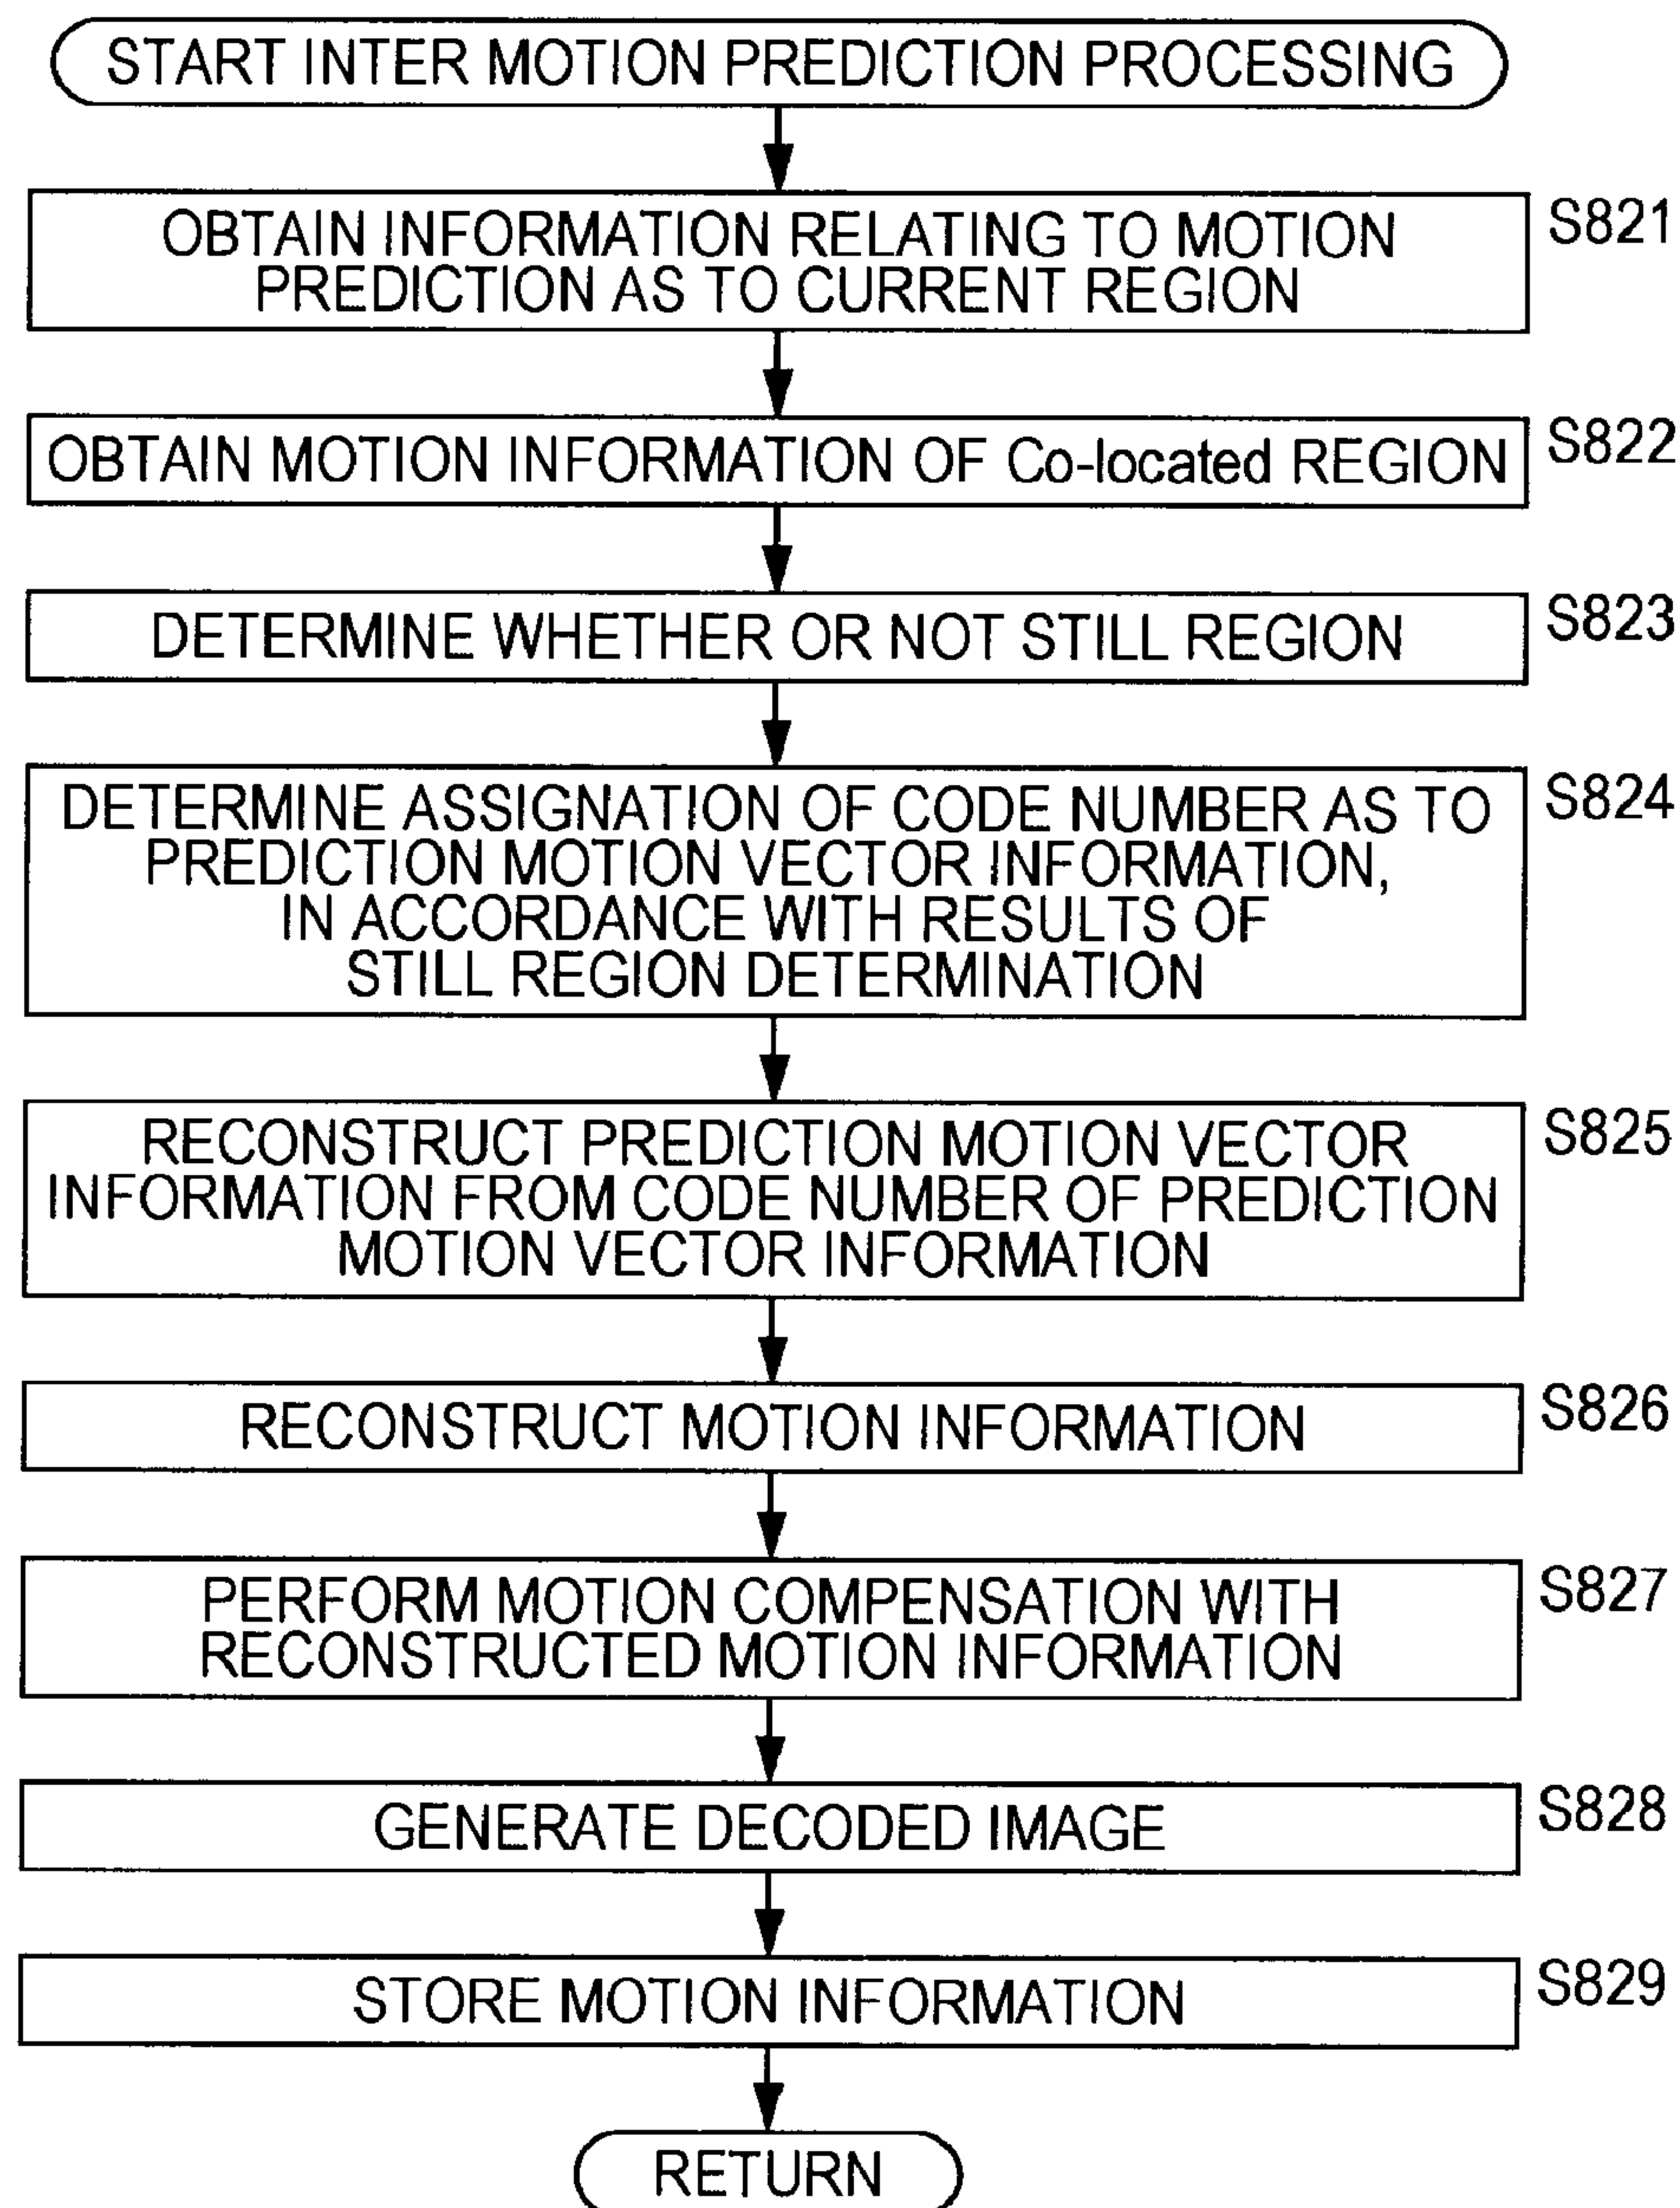 START INTER MOTION PREDICTION PROCESSING
OBTAIN INFORMATION RELATING TO MOTION
PREDICTION AS TO CURRENT REGION
S821
OBTAIN MOTION INFORMATION OF Co-located REGION
S822
DETERMINE WHETHER OR NOT STILL REGION
S823
DETERMINE ASSIGNATION OF CODE NUMBER AS TO
PREDICTION MOTION VECTOR INFORMATION,
IN ACCORDANCE WITH RESULTS OF
STILL REGION DETERMINATION
S824
RECONSTRUCT PREDICTION MOTION VECTOR
INFORMATION FROM CODE NUMBER OF PREDICTION
MOTION VECTOR INFORMATION
S825
RECONSTRUCT MOTION INFORMATION
S826
PERFORM MOTION COMPENSATION WITH
RECONSTRUCTED MOTION INFORMATION
S827
GENERATE DECODED IMAGE
S828
STORE MOTION INFORMATION
S829
RETURN